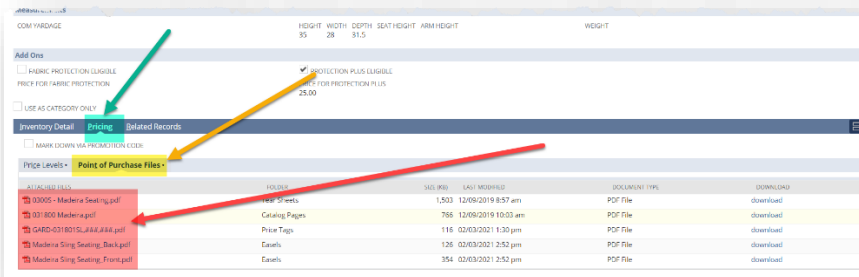 COM YARDAGE HEIGHT WIDTH DEPTH SEAT HEIGHT ARM HEIGHT WEIGHT
35 28 31.5
Add Ons
FABRIC PROTECTION ELIGIBLE PROTECTION PLUS ELIGIBLE
PRICE FOR FABRIC PROTECTION PRICE FOR PROTECTION PLUS
25.00
USE AS CATEGORY ONLY
Inventory Detail Pricing Related Records
MARK DOWN VIA PROMOTION CODE
Price Levels • Point of Purchase Files •
ATTACHED FILES FOLDER SIZE (KB) LAST MODIFIED DOCUMENT TYPE DOWNLOAD
03005 - Madeira Seating.pdf Tear Sheets 1,503 12/09/2019 8:57 am PDF File download
031800 Madeira.pdf Catalog Pages 766 12/09/2019 10:03 am PDF File download
GARD-031801SL,###,###.pdf Price Tags 116 02/03/2021 1:30 pm PDF File download
Madeira Sling Seating_Back.pdf Easels 126 02/03/2021 2:52 pm PDF File download
Madeira Sling Seating_Front.pdf Easels 354 02/03/2021 2:52 pm PDF File download